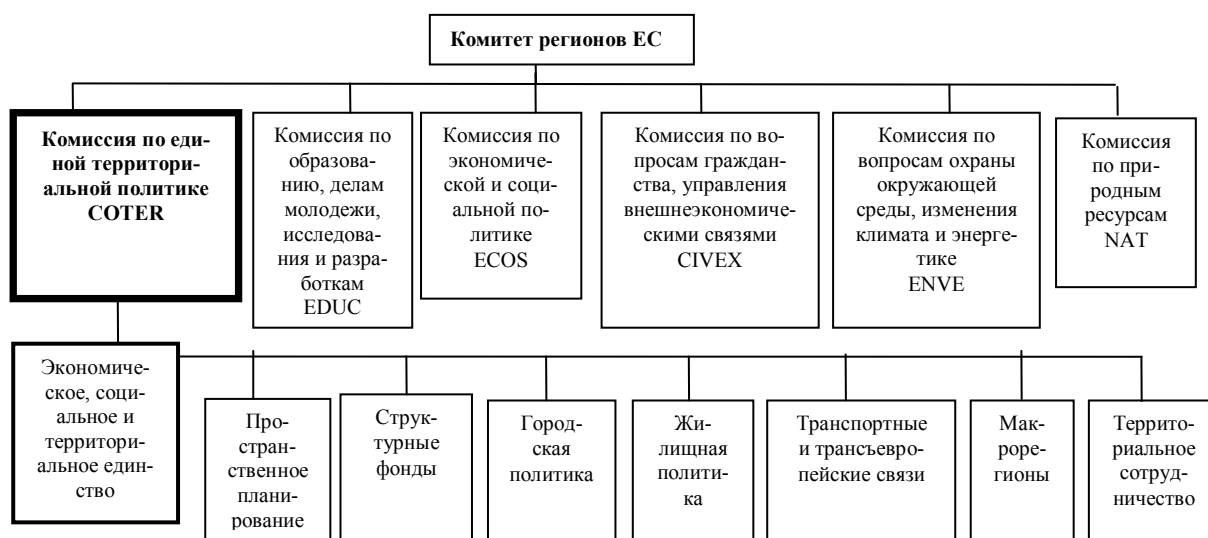 Комитет регионов ЕС
Комиссия по еди-
ной территори-
альной политике
COTER
Комиссия по
образова-
нию, делам
молодежи,
исследова-
ния и разра-
боткам
EDUC
Комиссия по
экономиче-
ской и соци-
альной по-
литике
ECOS
Комиссия по во-
просам граждан-
ства, управления
внешнеэкономиче-
скими связями
CIVEX
Комиссия по
вопросам охраны
окружающей
среды, изменения
климата и энерге-
тике
ENVE
Комиссия
по при-
родным
ресурсам
NAT
Экономиче-
ское, соци-
альное и
территори-
альное един-
ство
Про-
стран-
ственное
плани-
рование
Струк-
турные
фонды
Город-
ская
политика
Жи-
лищная
полити-
ка
Транспортные
и трансъевро-
пейские связи
Мак-
рореги-
оны
Террито-
риальное
сотруд-
ничество